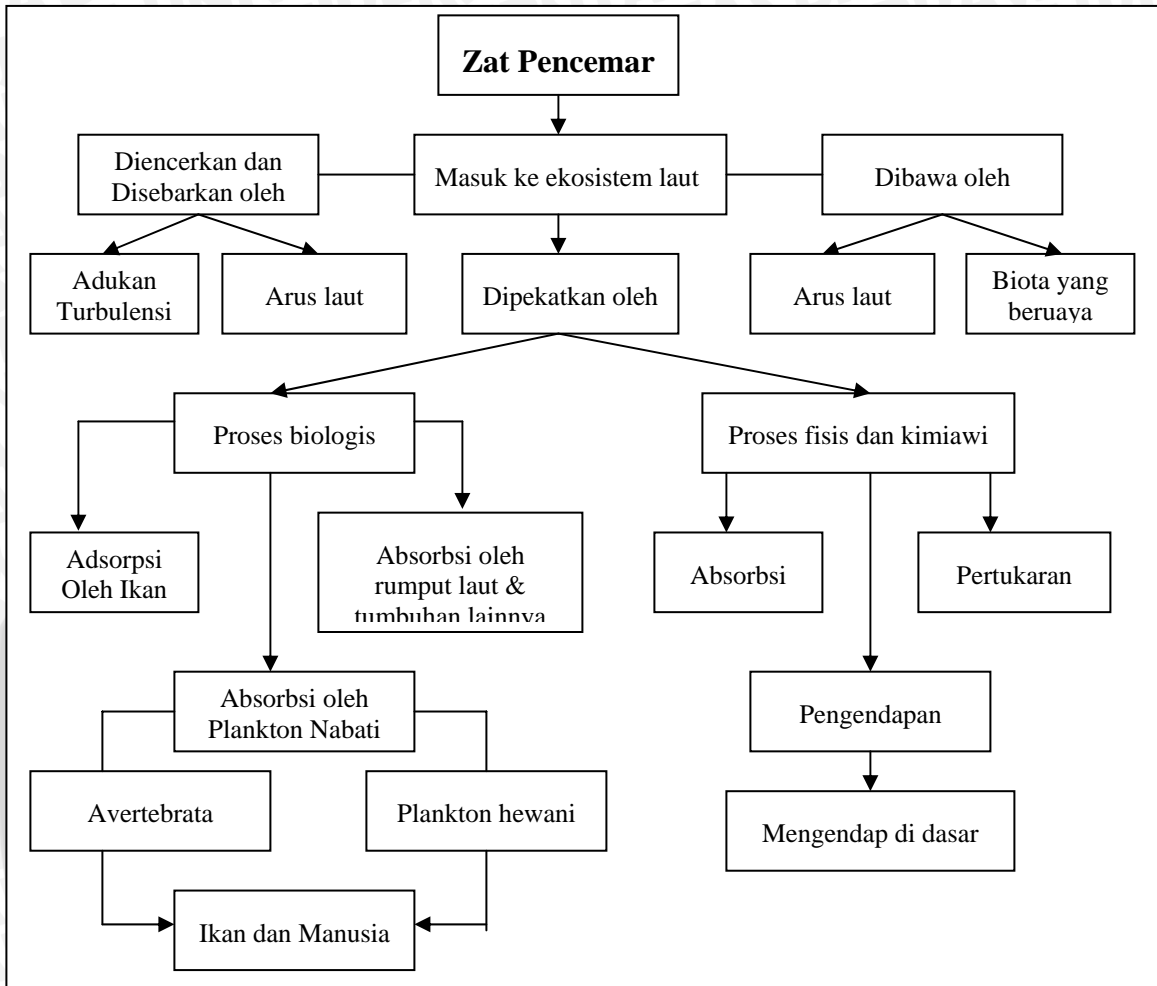 Zat Pencemar
Diencerkan dan
Disebarkan oleh
Masuk ke ekosistem laut
Dibawa oleh
Adukan
Turbulensi
Arus laut
Dipekatkan oleh
Arus laut
Biota yang
beruaya
Proses biologis
Proses fisis dan kimiawi
Adsorpsi
Oleh Ikan
Absorbsi oleh
rumput laut &
tumbuhan lainnya
Absorbsi
Pertukaran
Absorbsi oleh
Plankton Nabati
Pengendapan
Avertebrata
Plankton hewani
Mengendap di dasar
Ikan dan Manusia